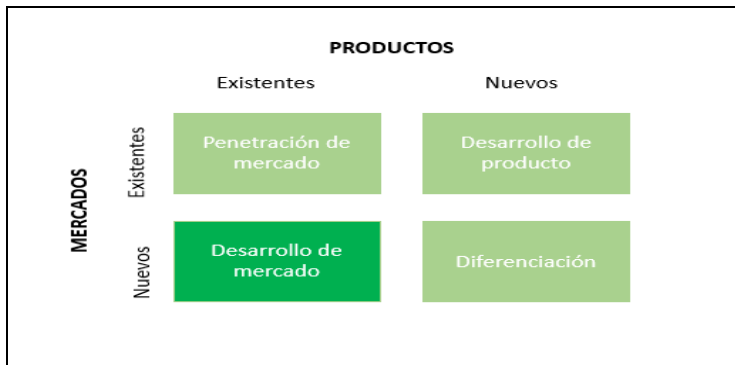 PRODUCTOS
Existentes Nuevos
MERCADOS
Existentes
Penetración de
mercado
Desarrollo de
producto
Nuevos
Desarrollo de
mercado
Diferenciación